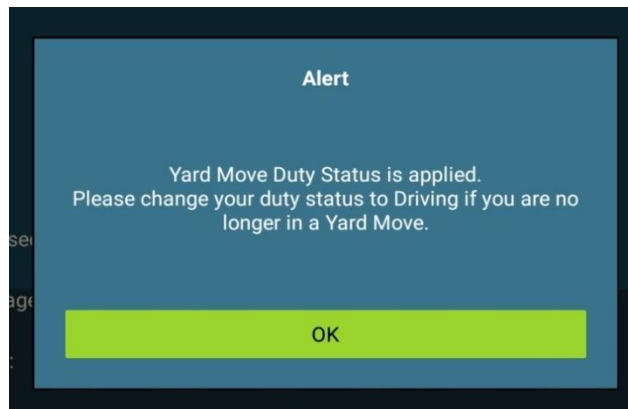 Alert
Yard Move Duty Status is applied.
Please change your duty status to Driving if you are no
longer in a Yard Move.
OK